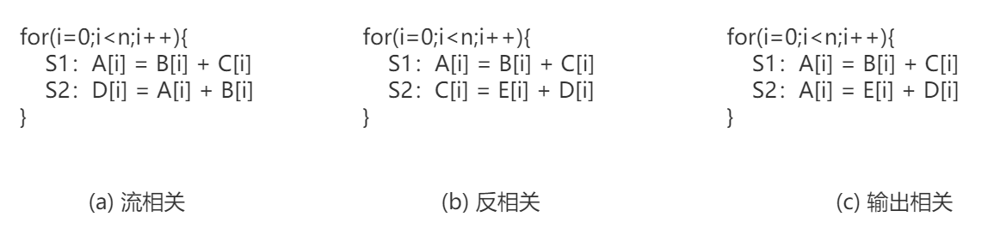 for(i=0;i<n;i++){
S1：A[i] = B[i] + C[i]
S2：D[i] = A[i] + B[i]
}
(a) 流相关
for(i=0;i<n;i++){
S1：A[i] = B[i] + C[i]
S2：C[i] = E[i] + D[i]
}
(b) 反相关
for(i=0;i<n;i++){
S1：A[i] = B[i] + C[i]
S2：A[i] = E[i] + D[i]
}
(c) 输出相关